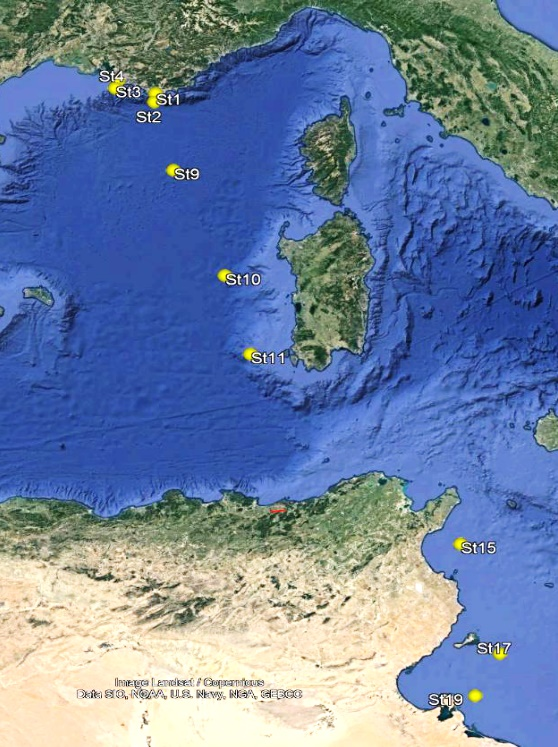 St4
St3
St1
St2
St9
St10
St11
St15
St17
St19
Image Landsat / Copernicus
Data SIO, NOAA, U.S. Navy, NGA, GEBCO